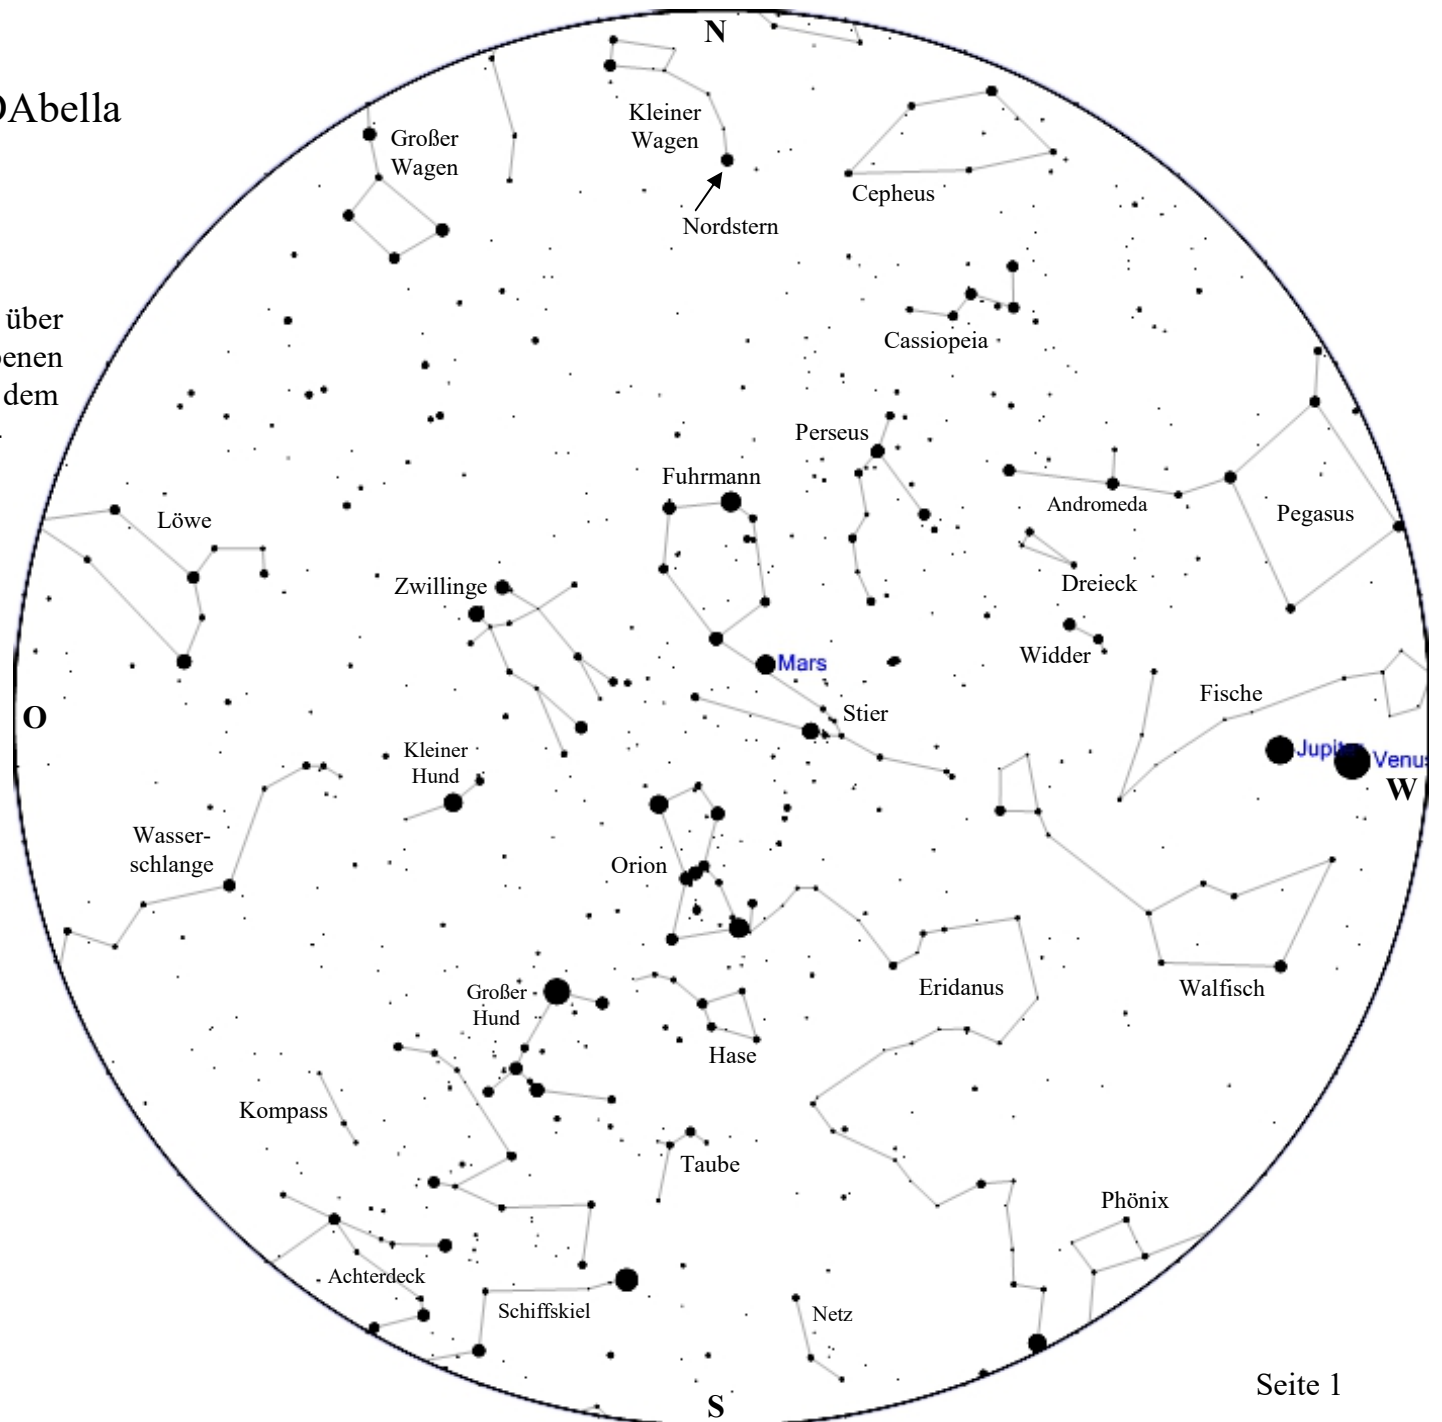 N
Abella
Großer
Wagen
Kleiner
Wagen
Cepheus
Nordstern
über
dem
Cassiopeia
Perseus
Fuhrmann
Andromeda
Pegasus
Löwe
Zwillinge
Dreieck
Widder
Mars
Fische
Stier
O
Kleiner
Hund
Jupiter
Venus
W
Wasser-
schlange
Orion
Großer
Hund
Eridanus
Walfisch
Hase
Kompass
Taube
Phönix
Achterdeck
Schiffskiel
Netz
Seite 1
S